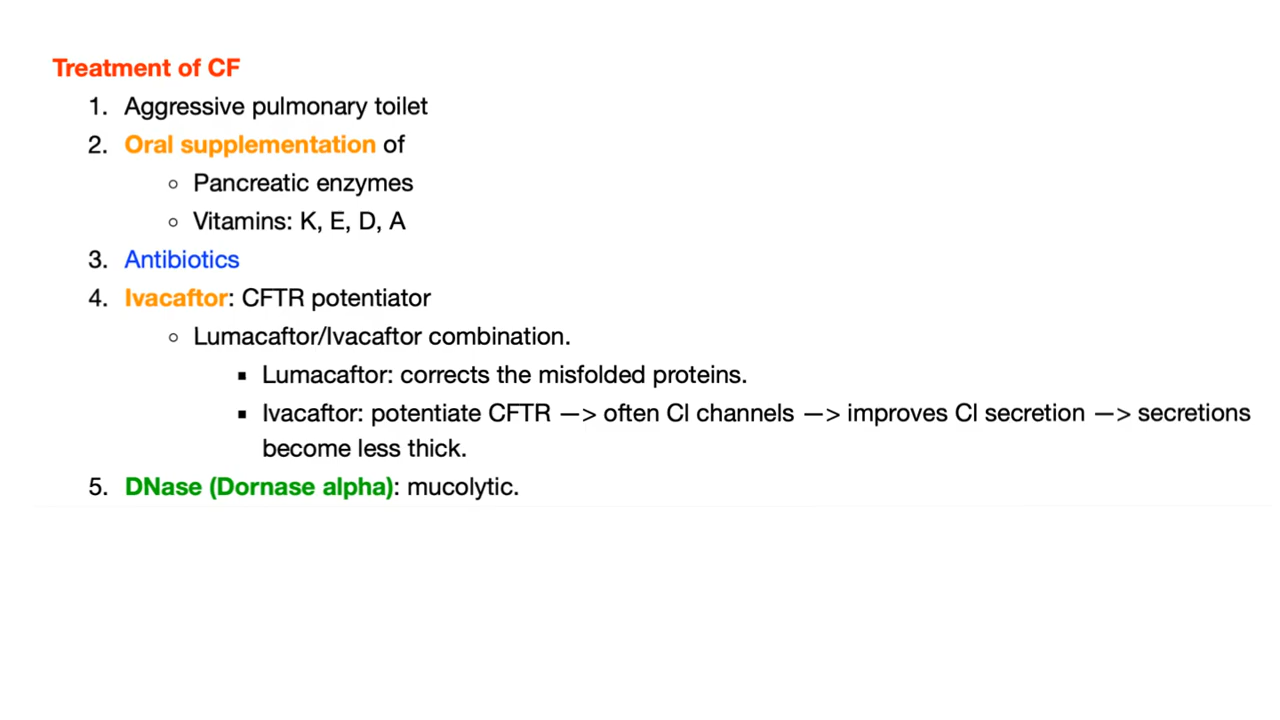 Treatment of CF
1. Aggressive pulmonary toilet
2. Oral supplementation of
○ Pancreatic enzymes
○ Vitamins: K, E, D, A
3. Antibiotics
4. Ivacaftor: CFTR potentiator
○ Lumacaftor/Ivacaftor combination.
▪ Lumacaftor: corrects the misfolded proteins.
▪ Ivacaftor: potentiate CFTR —> often Cl channels —> improves Cl secretion —> secretions
become less thick.
5. DNase (Dornase alpha): mucolytic.